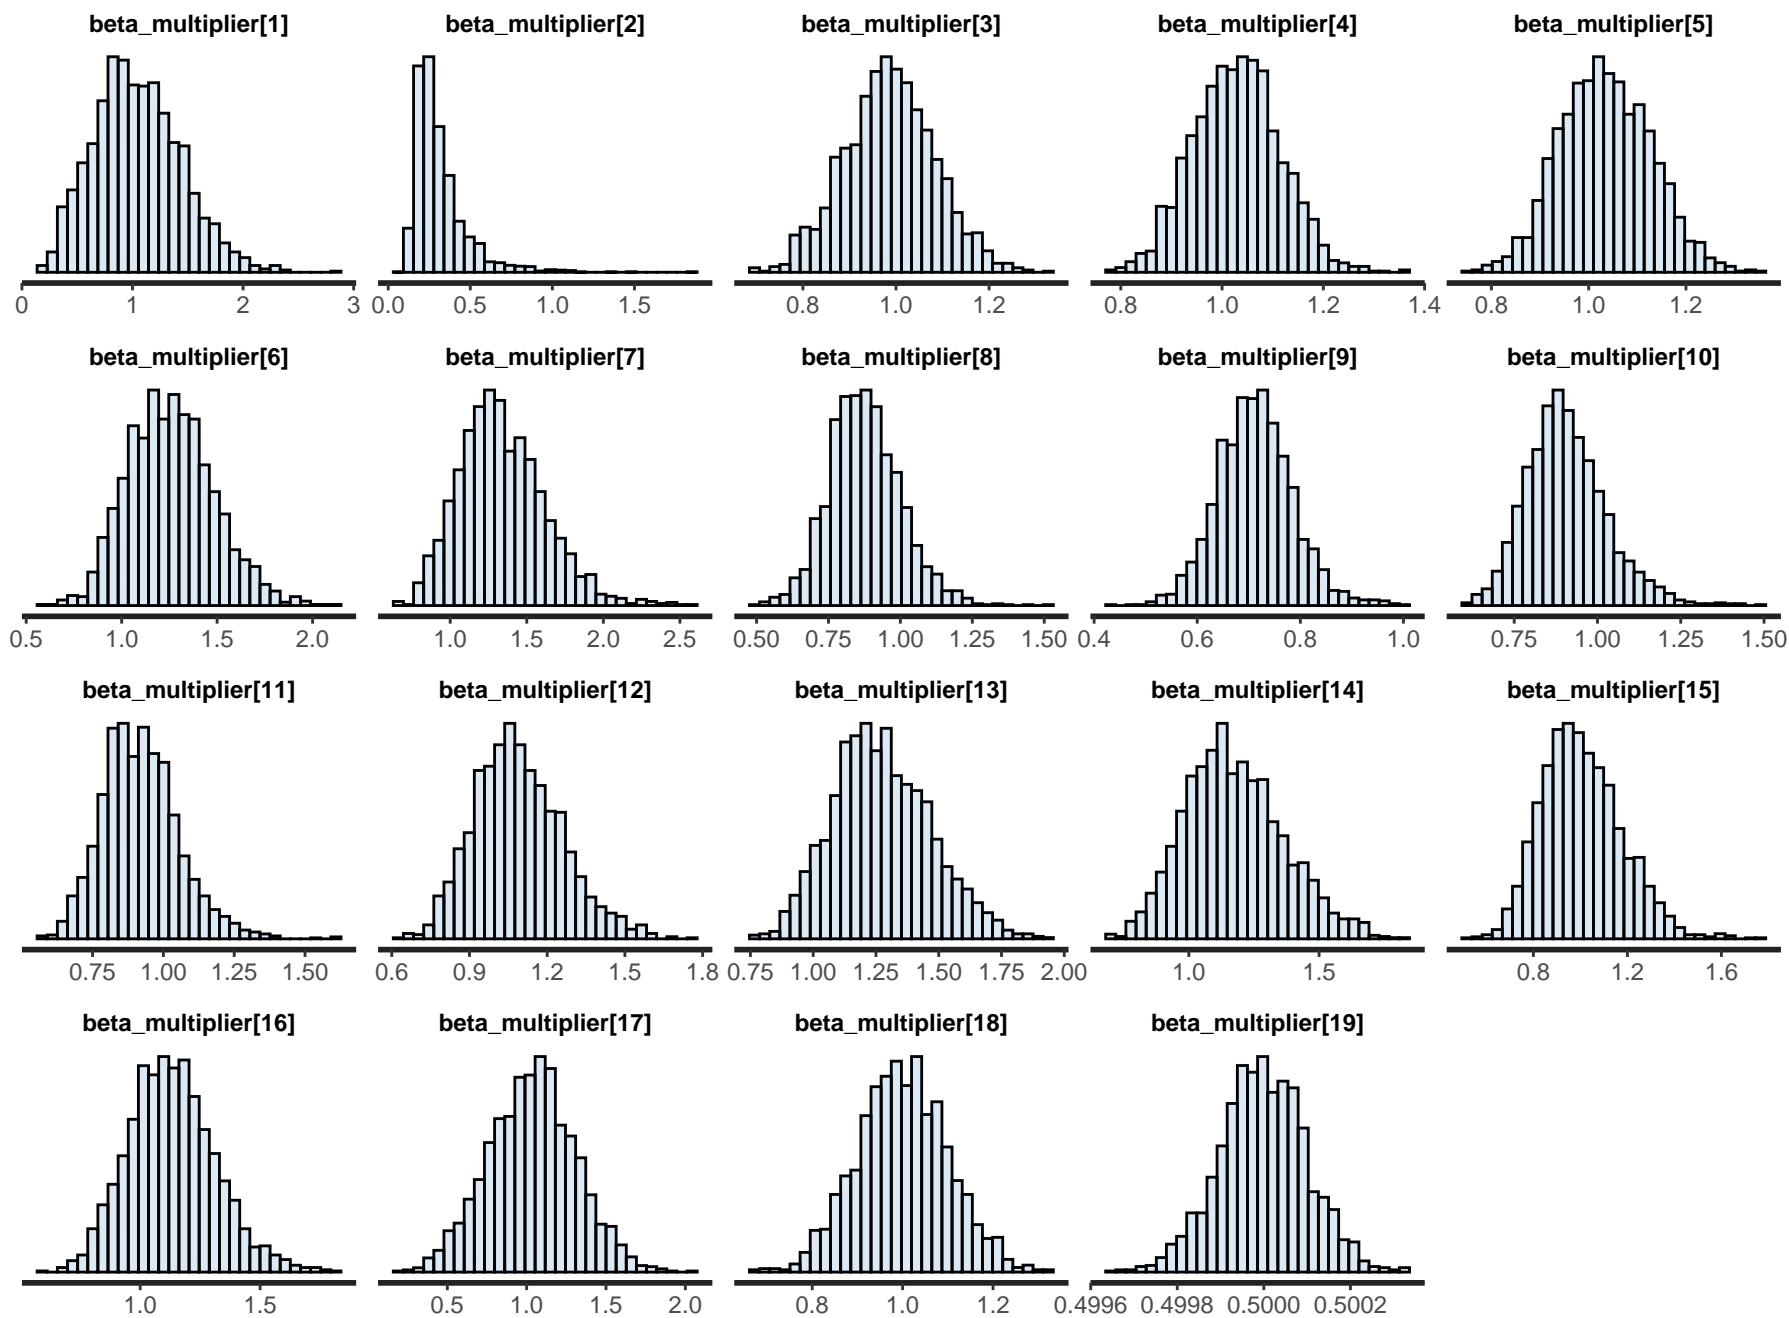 beta_multiplier[1] beta_multiplier[2] beta_multiplier[3] beta_multiplier[4] beta_multiplier[5]
0 1 2 3 0.0 0.5 1.0 1.5 0.8 1.0 1.2 0.8 1.0 1.2 1.4 0.8 1.0 1.2
beta_multiplier[6] beta_multiplier[7] beta_multiplier[8] beta_multiplier[9] beta_multiplier[10]
0.5 1.0 1.5 2.0 1.0 1.5 2.0 2.5 0.50 0.75 1.00 1.25 1.50 0.4 0.6 0.8 1.0 0.75 1.00 1.25 1.50
beta_multiplier[11] beta_multiplier[12] beta_multiplier[13] beta_multiplier[14] beta_multiplier[15]
0.75 1.00 1.25 1.50 0.6 0.9 1.2 1.5 1.8 0.75 1.00 1.25 1.50 1.75 2.00 1.0 1.5 0.8 1.2 1.6
beta_multiplier[16] beta_multiplier[17] beta_multiplier[18] beta_multiplier[19]
1.0 1.5 0.5 1.0 1.5 2.0 0.8 1.0 1.2 0.4996 0.4998 0.5000 0.5002